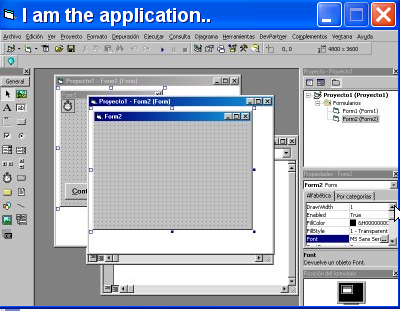 I am the application..
Archivo Edición Ver Proyecto Formato Depuración Ejecutar Consulta Diagrama Herramientas DevPartner Complementos Ventana Ayuda
0, 0 4800 x 3600
General
Proyecto1 - Form1 (Form)
Form1
Proyecto1 - Form2 (Form)
Form2
Cont
Proyecto - Proyecto1
Proyecto1 (Proyecto1)
Formularios
Form1 (Form1)
Form2 (Form2)
Propiedades - Form2
Form2 Form
Alfabética Por categorías
DrawWidth 1
Enabled True
FillColor &H00000000
FillStyle 1 - Transparent
Font MS Sans Seri
Font
Devuelve un objeto Font.
Posición del formulario